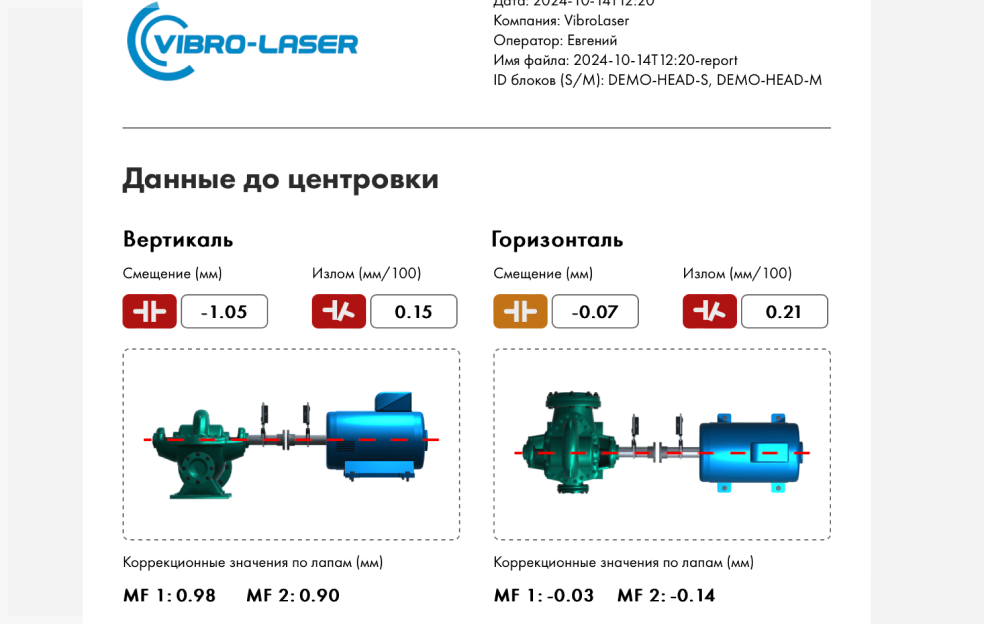 Дата: 2024-10-14T12:20
VIBRO-LASER
Компания: VibroLaser
Оператор: Евгений
Имя файла: 2024-10-14T12:20-report
ID блоков (S/M): DEMO-HEAD-S, DEMO-HEAD-M
Данные до центровки
Вертикаль
Горизонталь
Смещение (мм)
Излом (мм/100)
Смещение (мм)
Излом (мм/100)
-1.05
0.15
-0.07
0.21
Коррекционные значения по лапам (мм)
Коррекционные значения по лапам (мм)
MF 1: 0.98 MF 2: 0.90
MF 1: -0.03 MF 2: -0.14